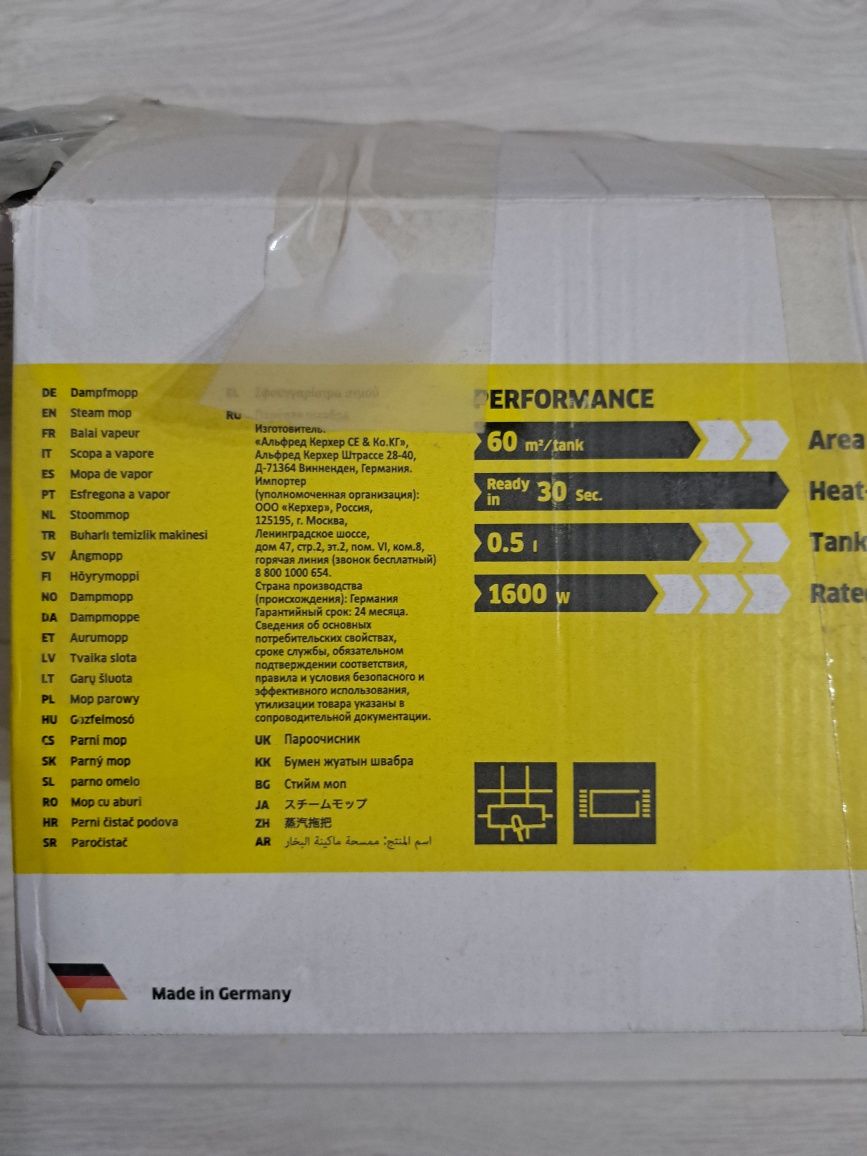 DE Dampfmopp
EN Steam mop
FR Balai vapeur
IT Scopa a vapore
ES Mopa de vapor
PT Esfregona a vapor
NL Stoommop
TR Buharlı temizlik makinesi
SV Ångmopp
FI Höyrymoppi
NO Dampmopp
DA Dampmoppe
ET Aurumopp
LV Tvaika slota
LT Garų šluota
PL Mop parowy
HU Gőzfelmosó
CS Parní mop
SK Parný mop
SL parno omelo
RO Mop cu aburi
HR Perni čistač podova
SR Paročistač
EL Σφουγγαρίστρα ατμού
RU Паровая швабра
Изготовитель:
«Альфред Керхер СЕ & Ко.КГ»,
Альфред Керхер Штрассе 28-40,
Д-71364 Винненден, Германия.
Импортер
(уполномоченная организация):
ООО «Керхер», Россия,
125195, г. Москва,
Ленинградское шоссе,
дом 47, стр.2, эт.2, пом. VI, ком.8,
горячая линия (звонок бесплатный)
8 800 1000 654.
Страна производства
(происхождения): Германия
Гарантийный срок: 24 месяца.
Сведения об основных
потребительских свойствах,
сроке службы, обязательном
подтверждении соответствия,
правила и условия безопасного и
эффективного использования,
утилизации товара указаны в
сопроводительной документации.
UK Пароочисник
KK Бумен жуатын швабра
BG Стийм моп
JA スチームモップ
ZH 蒸汽拖把
AR اسم المنتج: ممسحة ماكينة البخار
PERFORMANCE
60 m²/tank Area
Ready in 30 Sec. Heat-
0.5 l Tank
1600 W Rated
Made in Germany